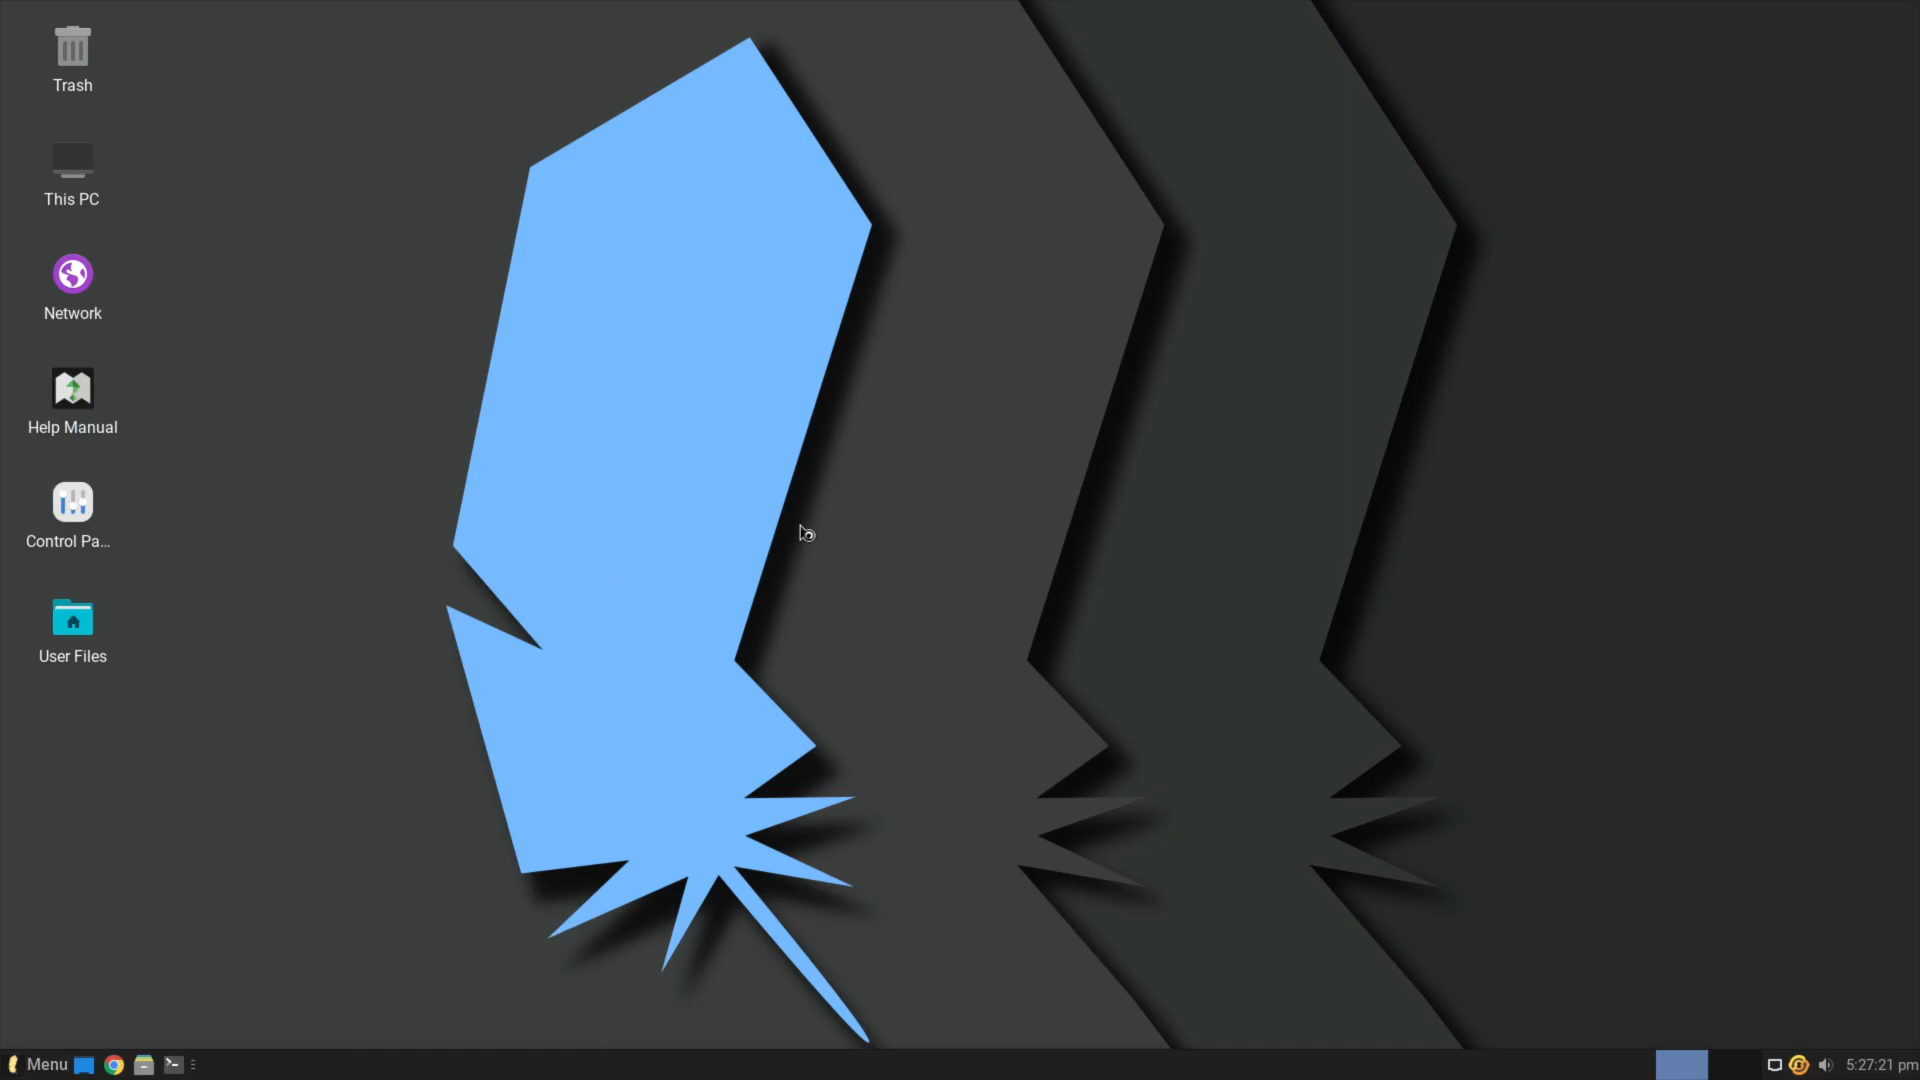 Trash
This PC
Network
Help Manual
Control Pa...
User Files
Menu
5:27:21 pm